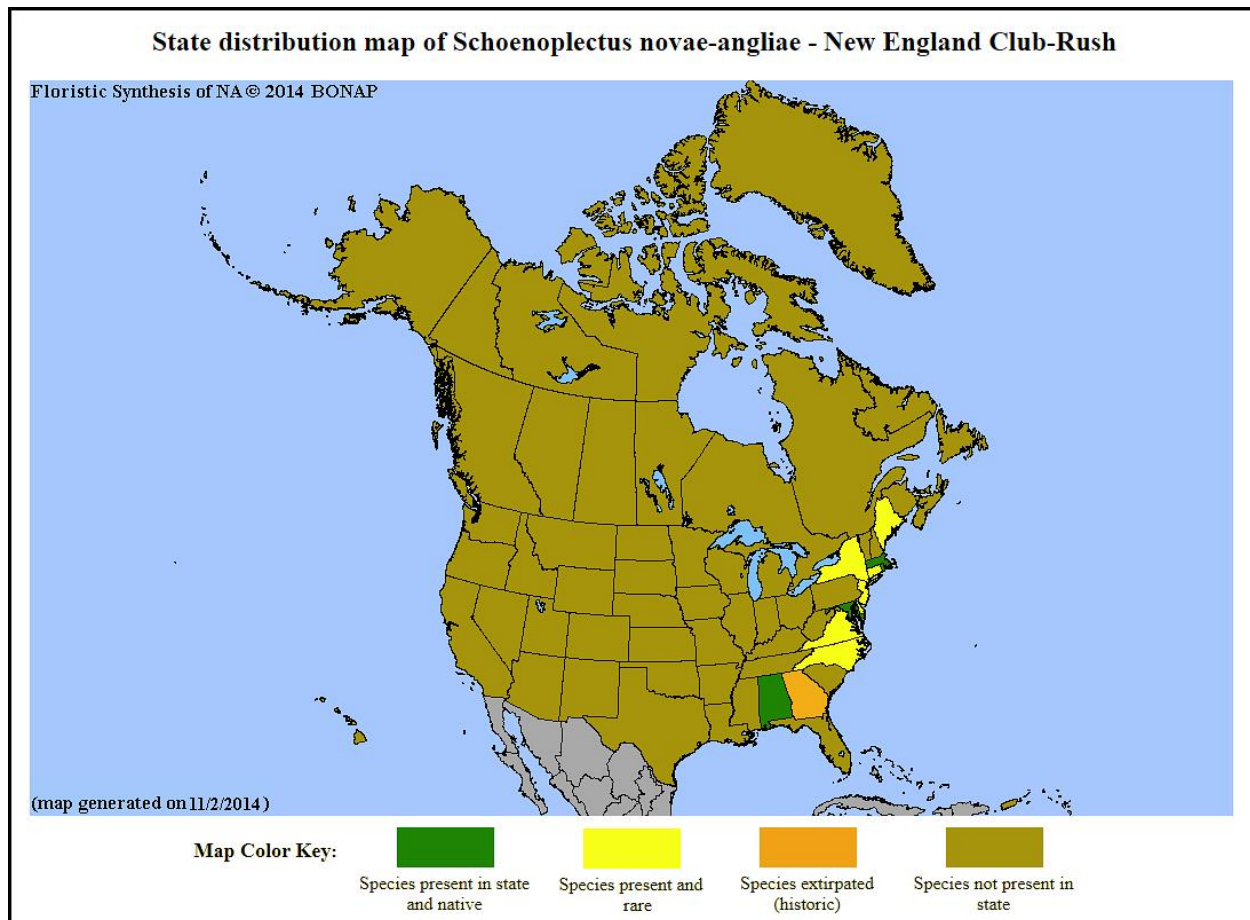 State distribution map of Schoenoplectus novae-angliae - New England Club-Rush
Floristic Synthesis of NA © 2014 BONAP
(map generated on 11/2/2014 )
Map Color Key:
Species present in state
and native
Species present and
rare
Species extirpated
(historic)
Species not present in
state